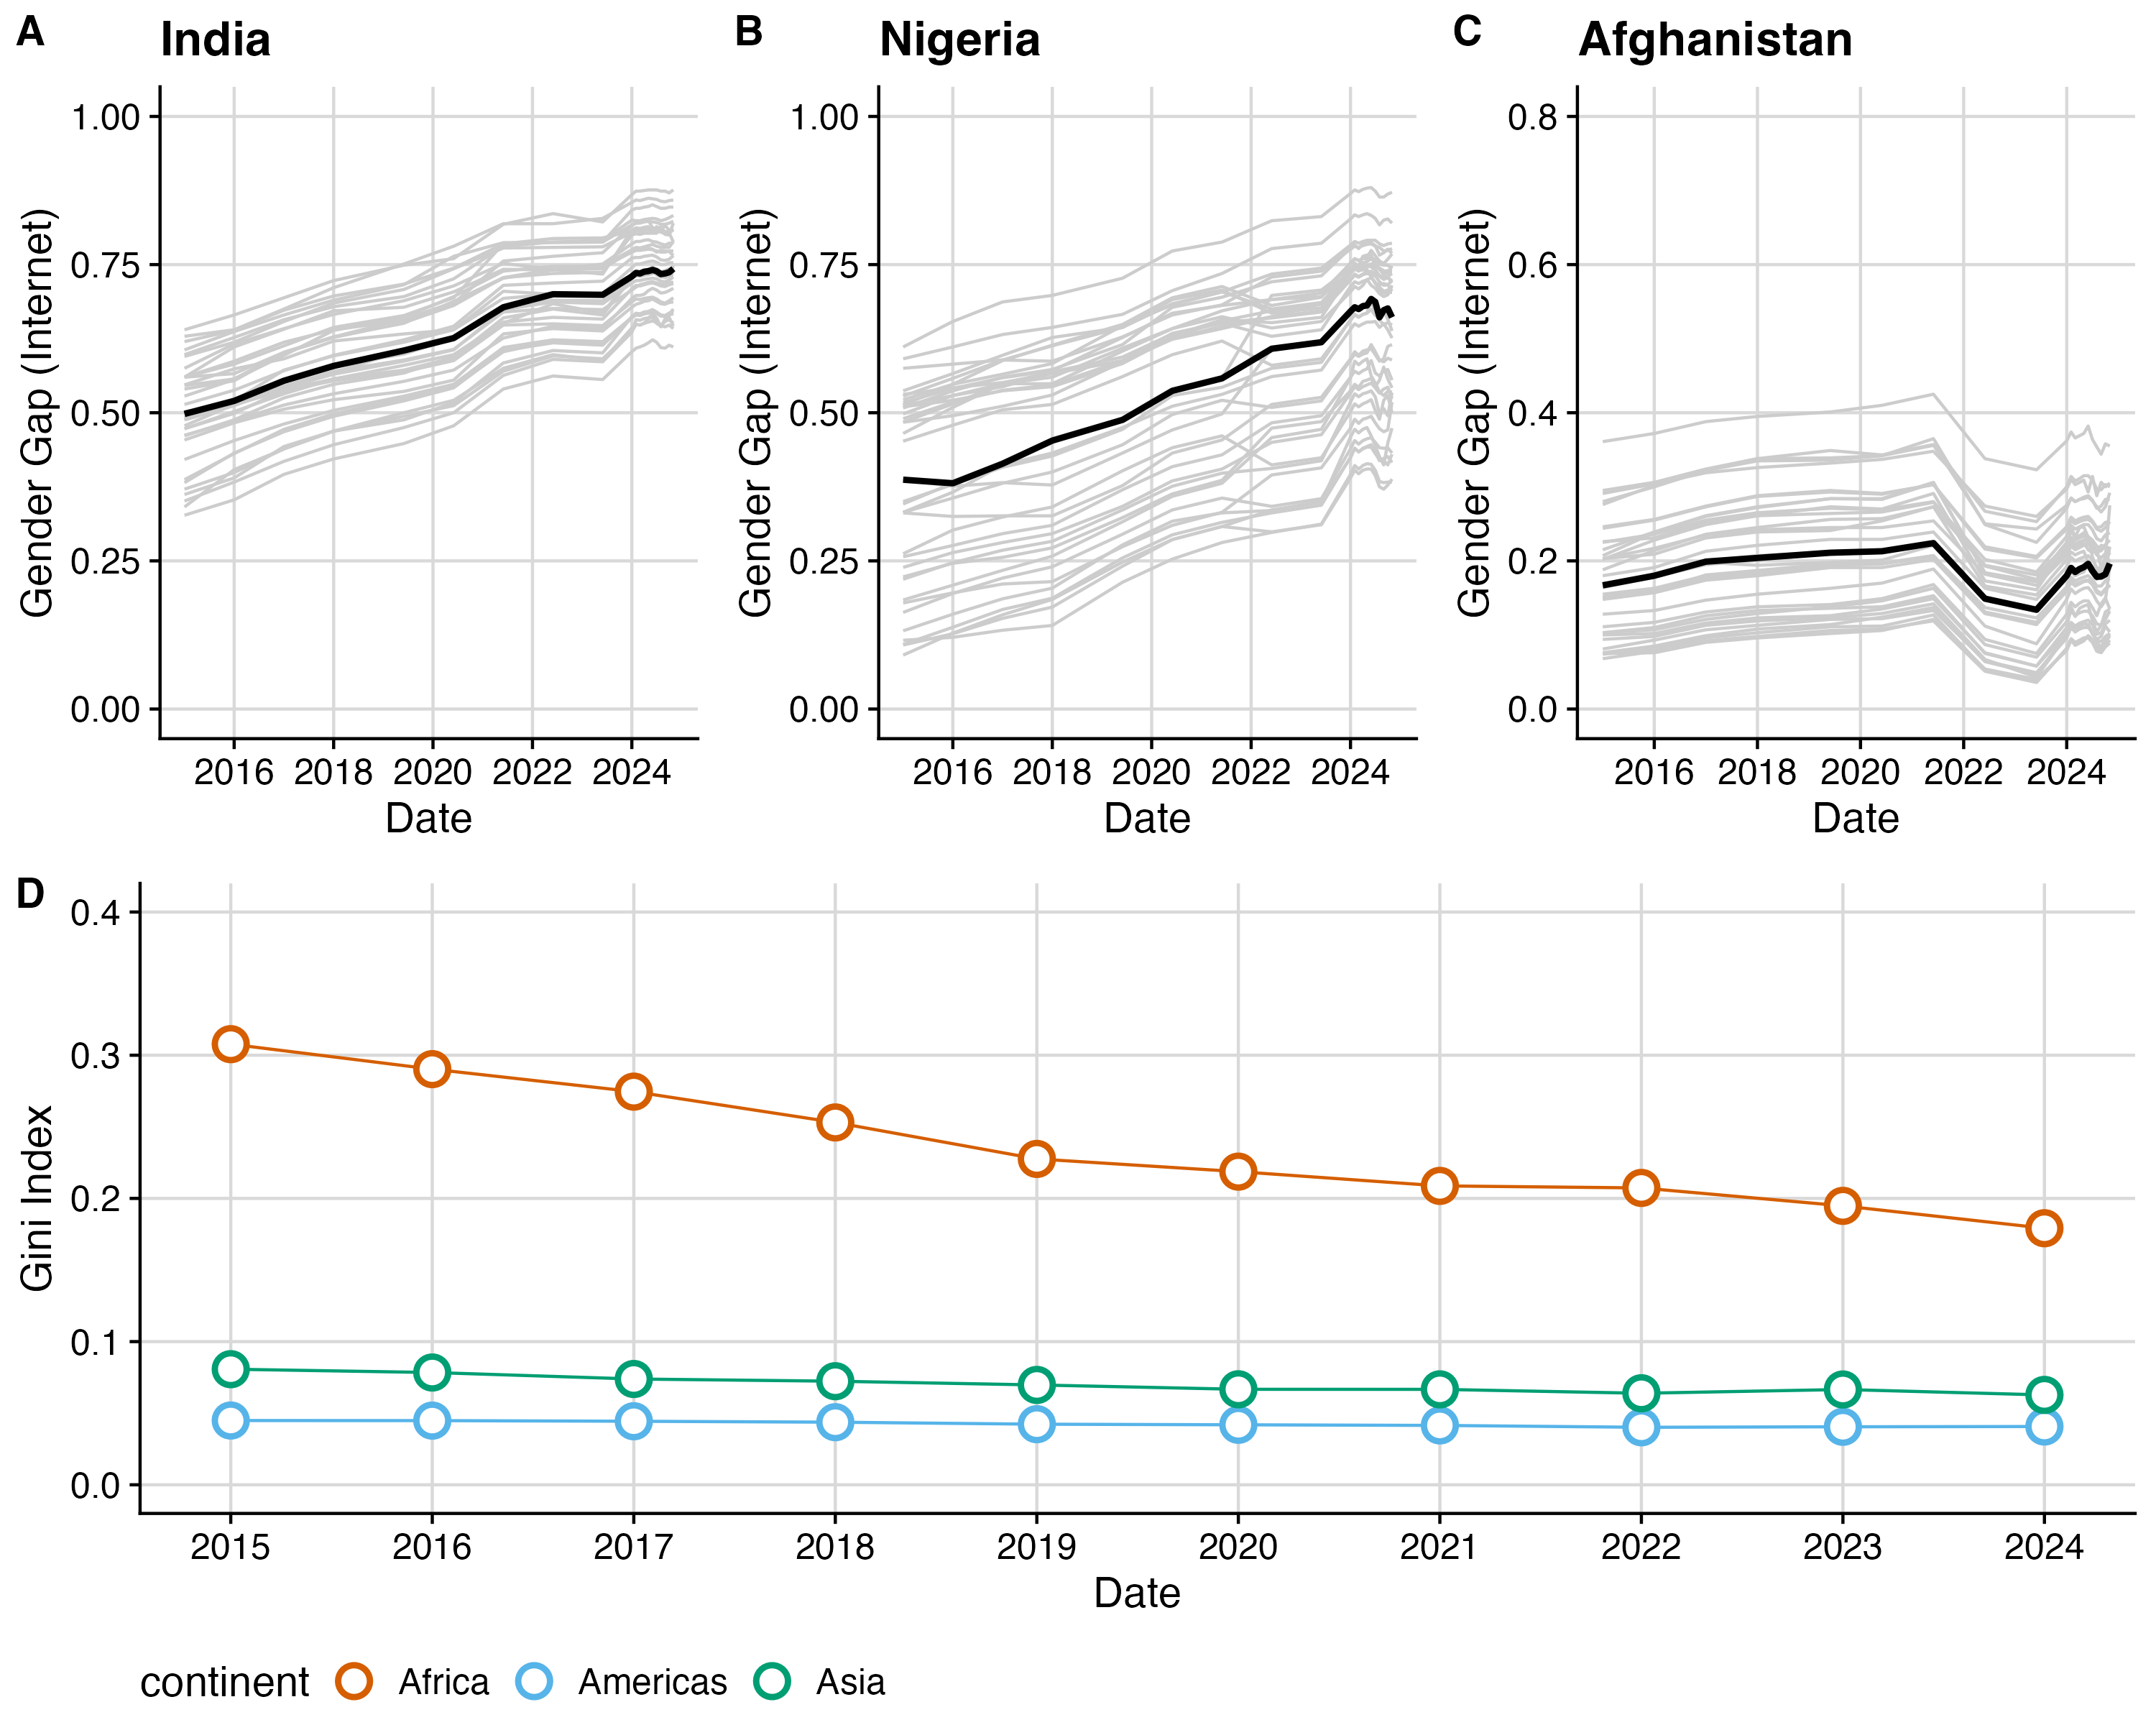 A India
1.00
0.75
0.50
0.25
0.00
Gender Gap (Internet)
2016 2018 2020 2022 2024
Date
B Nigeria
1.00
0.75
0.50
0.25
0.00
Gender Gap (Internet)
2016 2018 2020 2022 2024
Date
C Afghanistan
0.8
0.6
0.4
0.2
0.0
Gender Gap (Internet)
2016 2018 2020 2022 2024
Date
D
0.4
0.3
0.2
0.1
0.0
Gini Index
2015 2016 2017 2018 2019 2020 2021 2022 2023 2024
Date
continent Africa Americas Asia